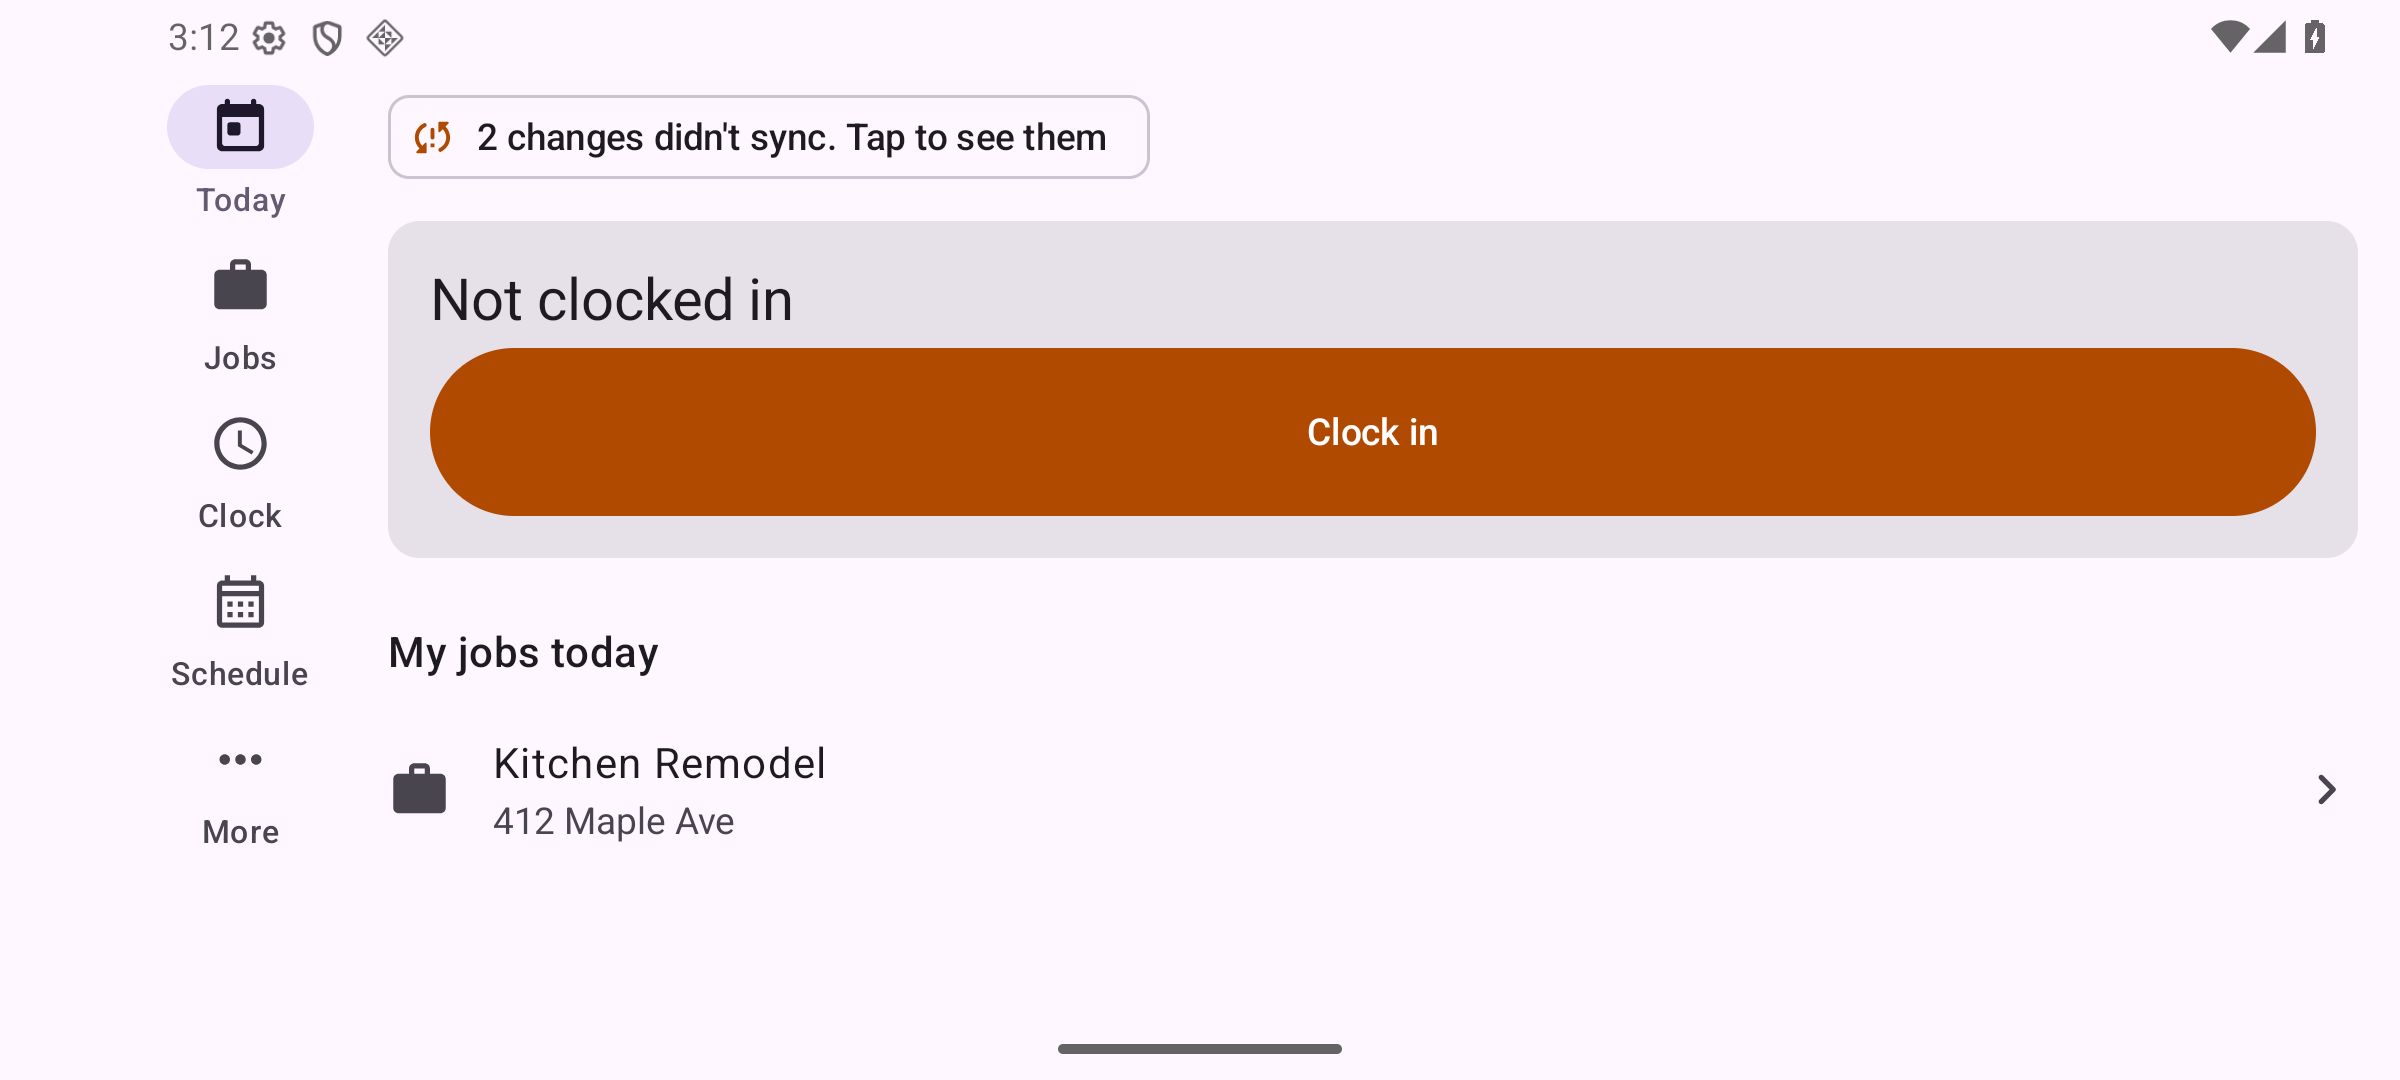 3:12
2 changes didn't sync. Tap to see them
Today
Not clocked in
Jobs
Clock in
Clock
Schedule
My jobs today
Kitchen Remodel
412 Maple Ave
More